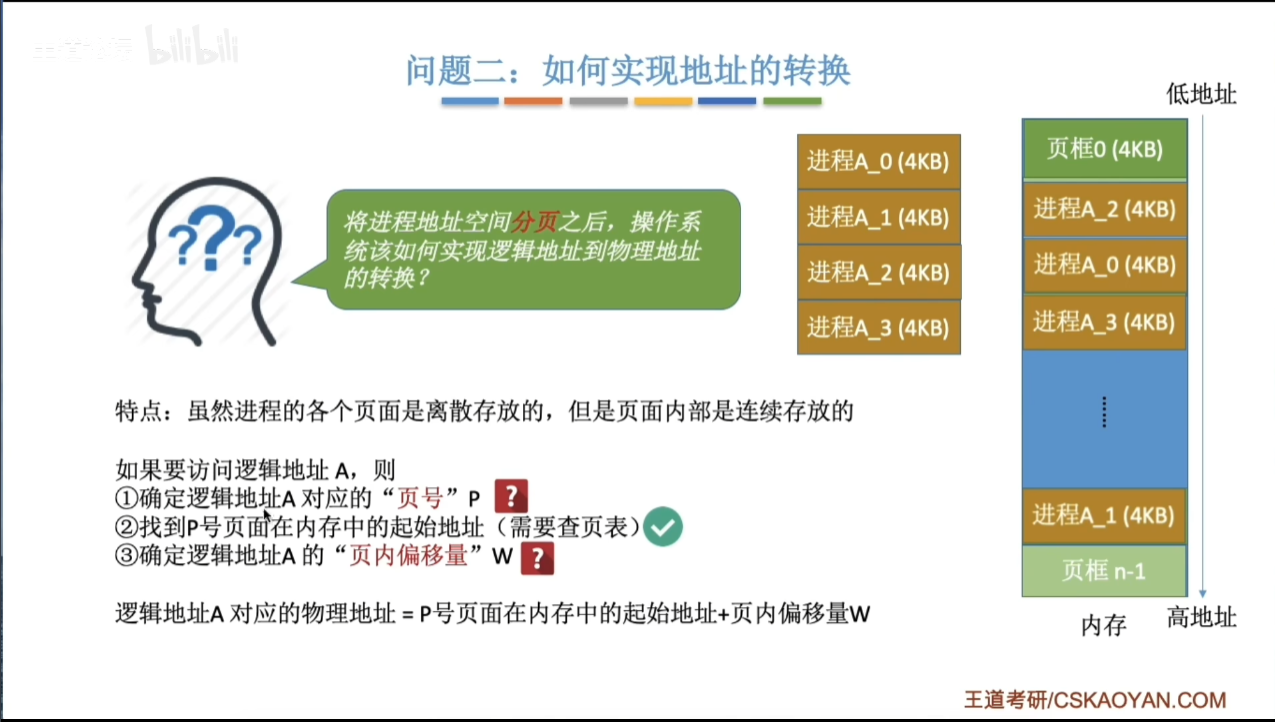 bilibili
问题二：如何实现地址的转换
低地址
进程A_0 (4KB)
进程A_1 (4KB)
进程A_2 (4KB)
进程A_3 (4KB)
页框0 (4KB)
进程A_2 (4KB)
进程A_0 (4KB)
进程A_3 (4KB)
进程A_1 (4KB)
页框 n-1
内存
高地址
???
将进程地址空间分页之后，操作系
统该如何实现逻辑地址到物理地址
的转换？
特点：虽然进程的各个页面是离散存放的，但是页面内部是连续存放的
如果要访问逻辑地址 A，则
①确定逻辑地址A 对应的“页号”P ?
②找到P号页面在内存中的起始地址（需要查页表）
③确定逻辑地址A 的“页内偏移量”W ?
逻辑地址A 对应的物理地址 = P号页面在内存中的起始地址+页内偏移量W
王道考研/CSKAOYAN.COM